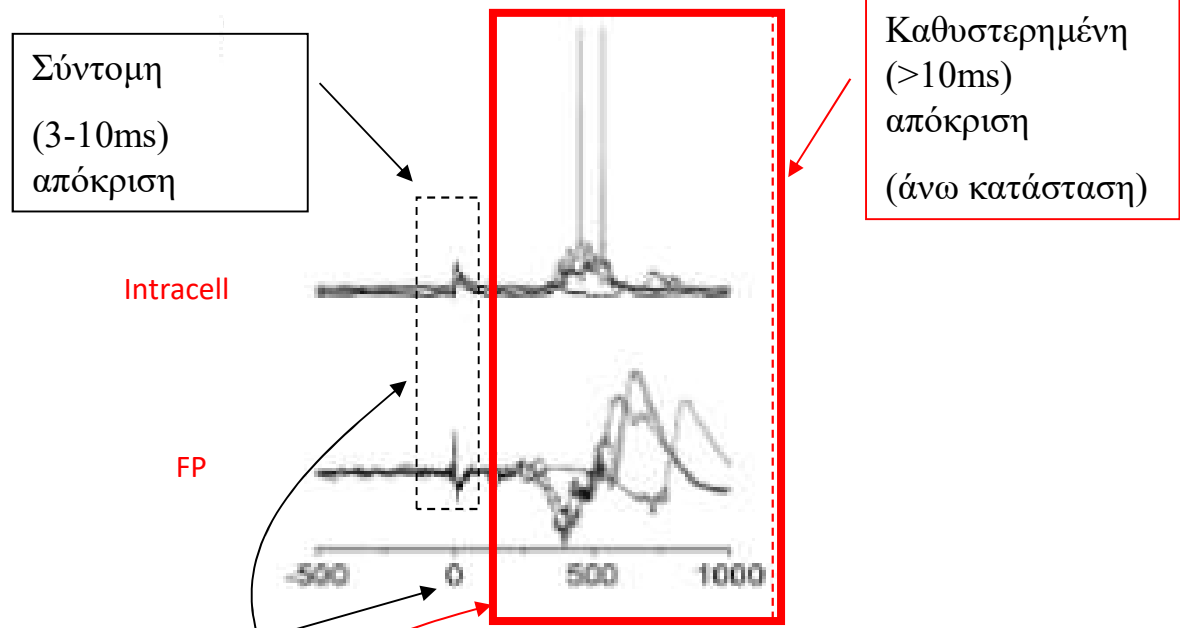 Σύντομη
(3-10ms)
απόκριση
Καθυστερημένη
(>10ms)
απόκριση
(άνω κατάσταση)
Intracell
FP
-500 0 500 1000